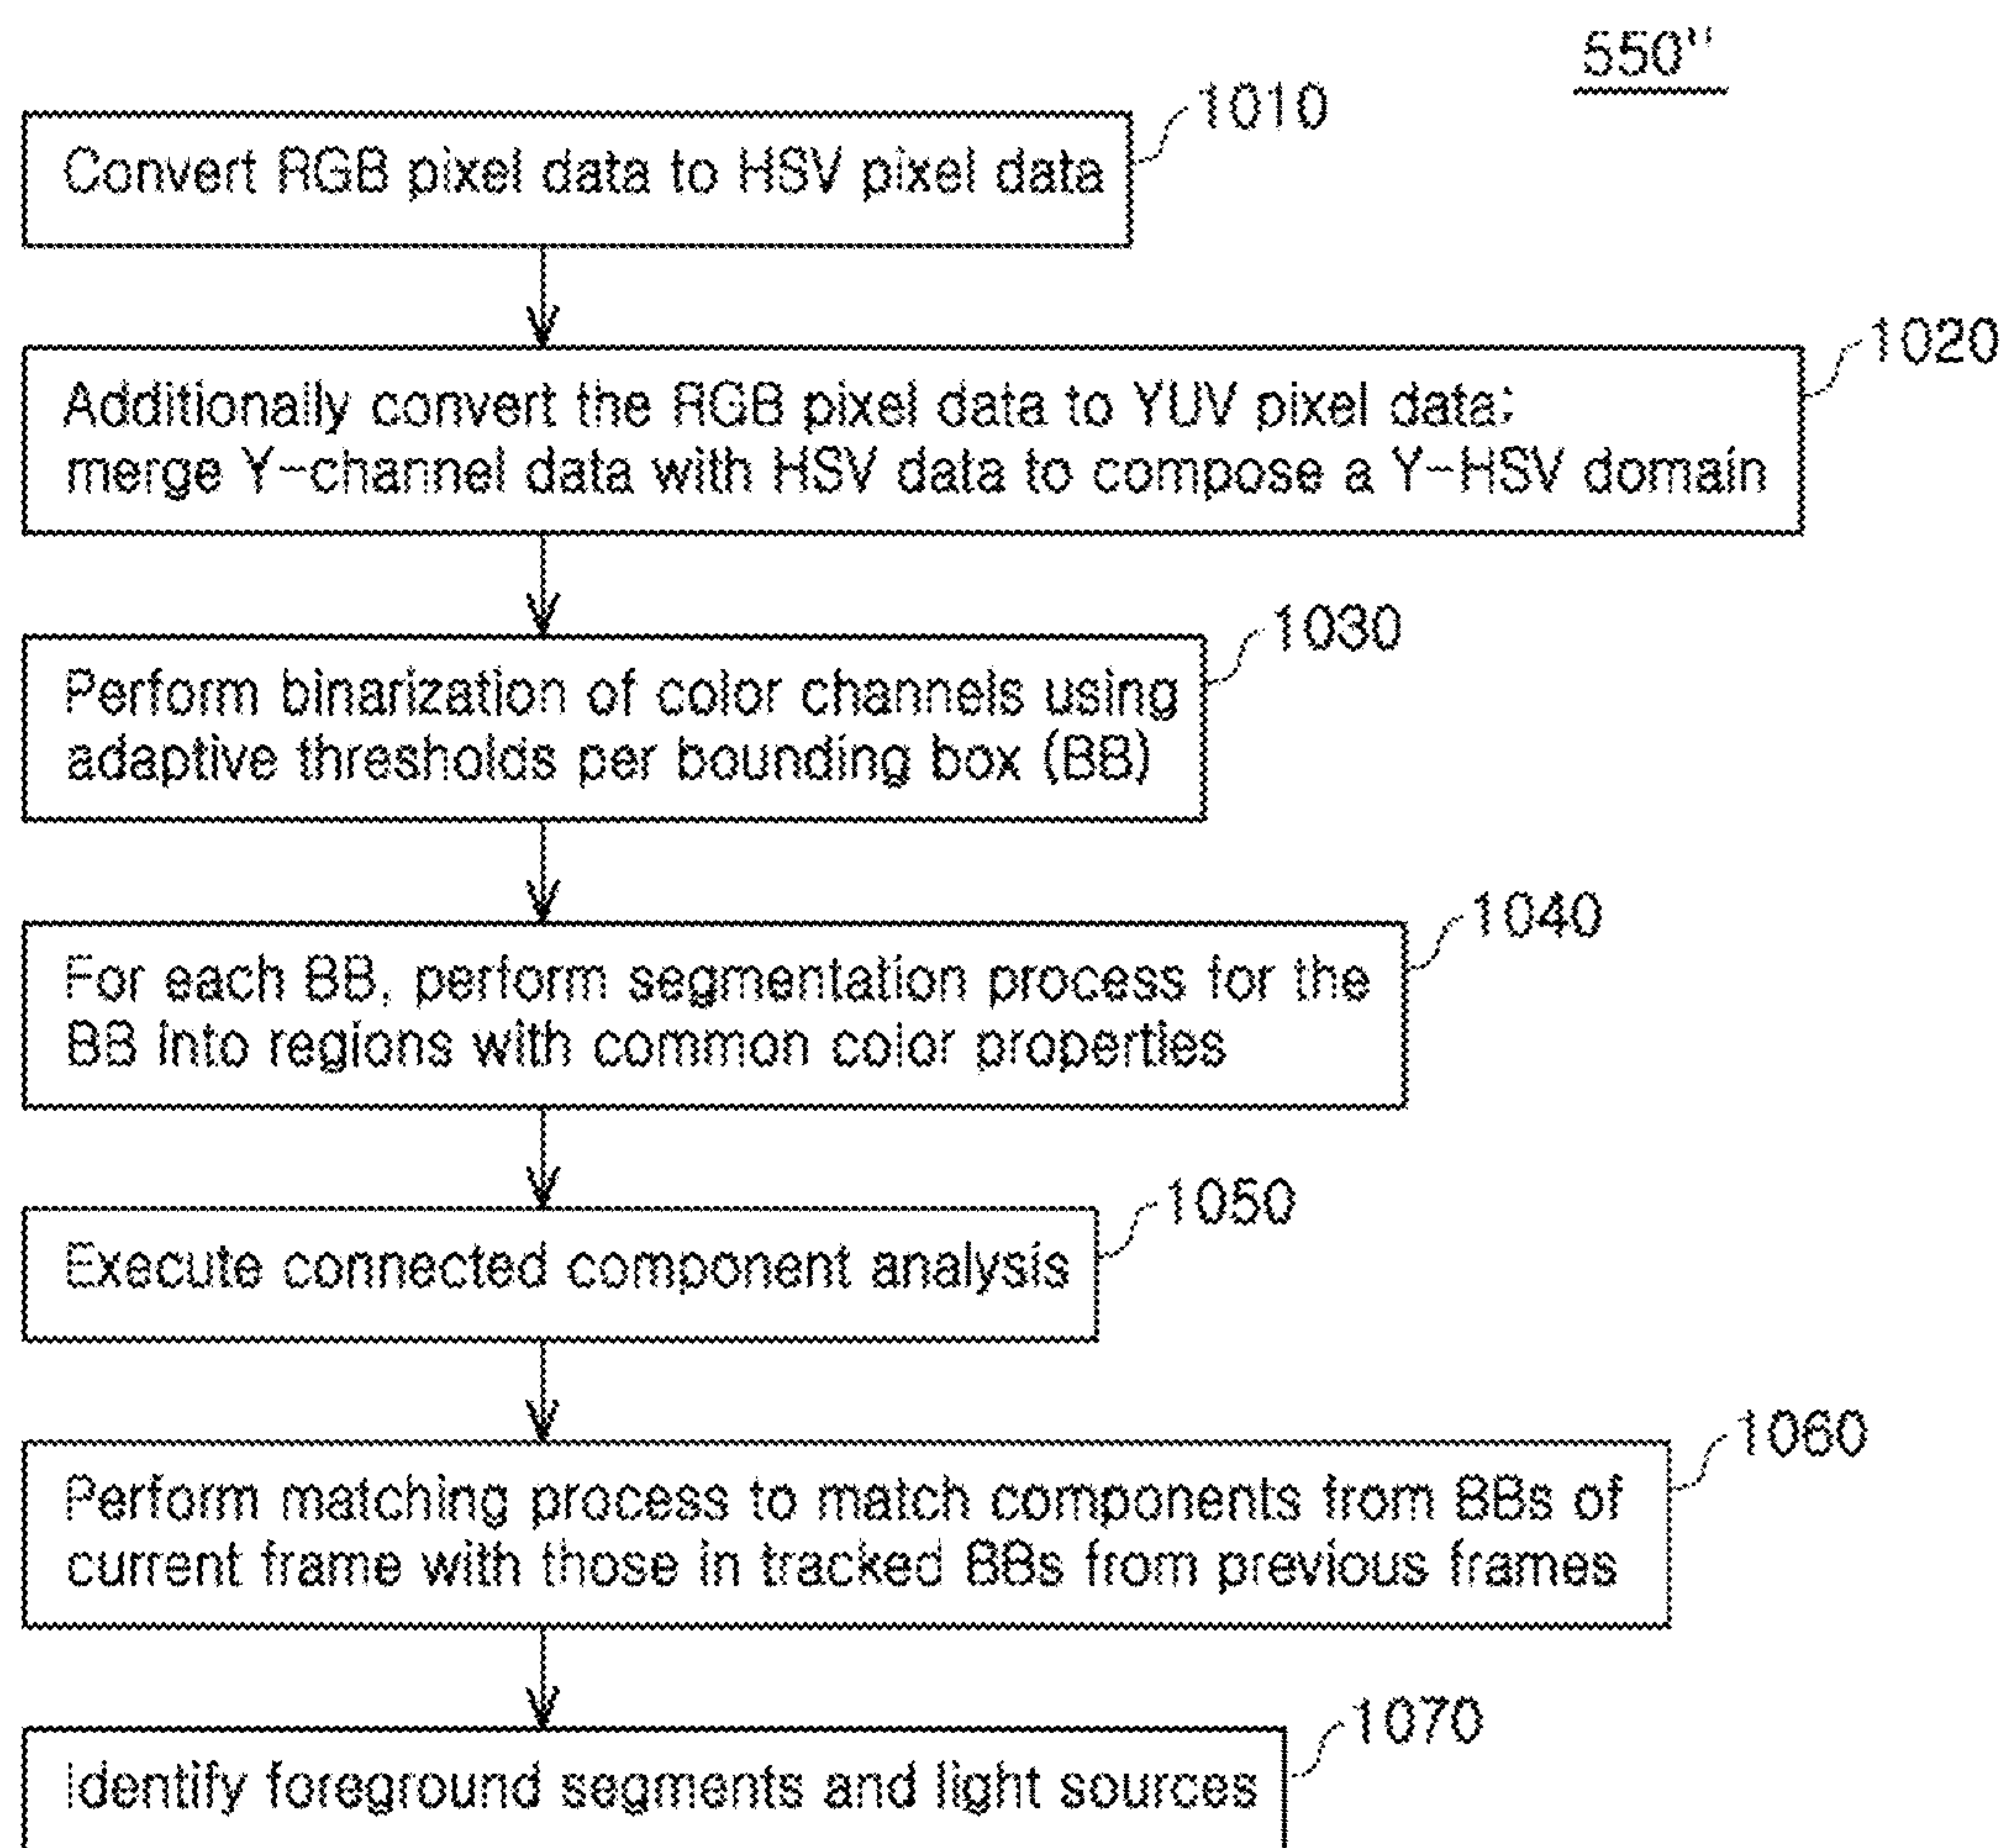 550"
1010
Convert RGB pixel data to HSV pixel data
1020
Additionally convert the RGB pixel data to YUV pixel data;
merge Y-channel data with HSV data to compose a Y-HSV domain
1030
Perform binarization of color channels using
adaptive thresholds per bounding box (BB)
1040
For each BB, perform segmentation process for the
BB into regions with common color properties
1050
Execute connected component analysis
1060
Perform matching process to match components from BBs of
current frame with those in tracked BBs from previous frames
1070
Identify foreground segments and light sources